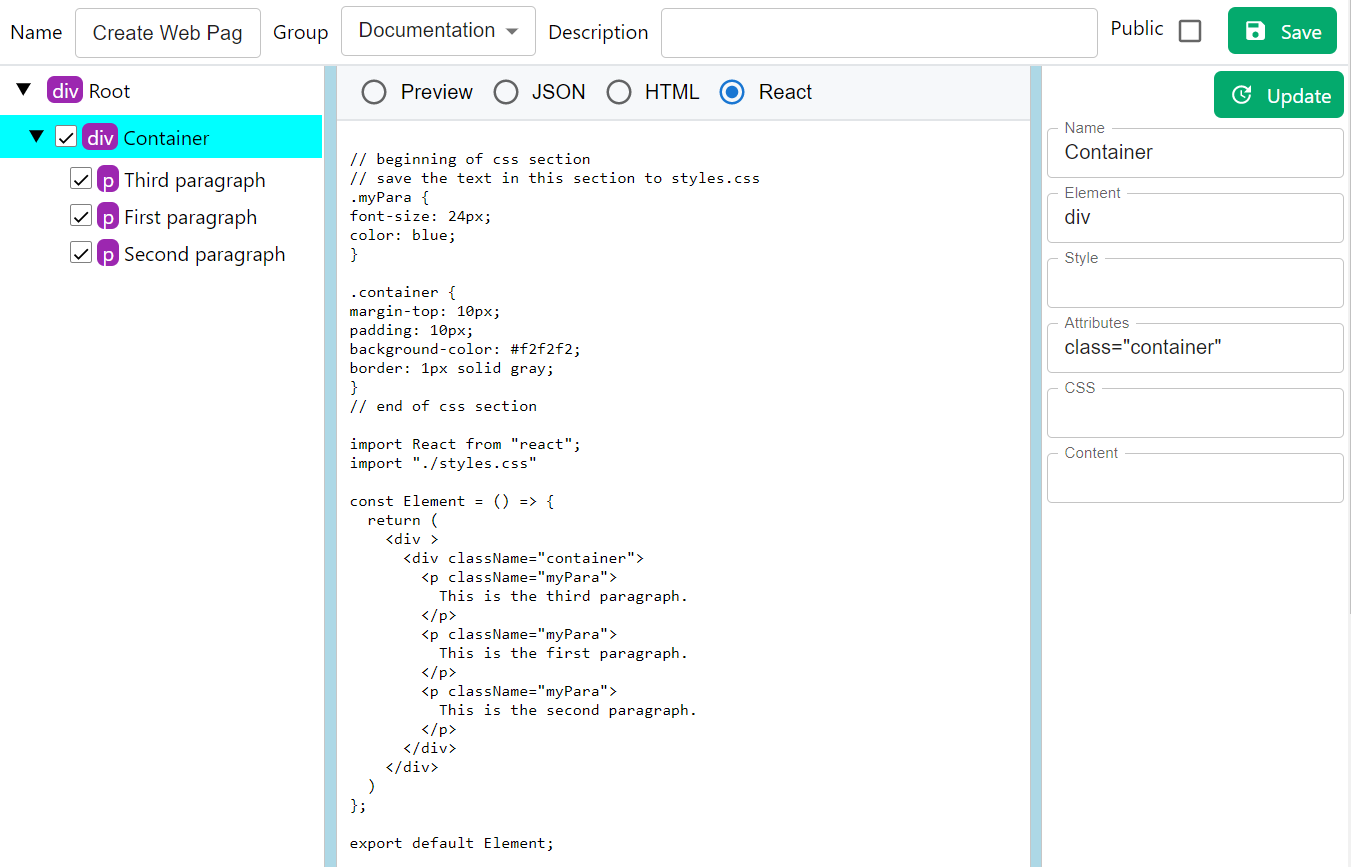 Name Create Web Pag Group Documentation Description Public Save
div Root
div Container
p Third paragraph
p First paragraph
p Second paragraph
Preview JSON HTML React
// beginning of css section
// save the text in this section to styles.css
.myPara {
font-size: 24px;
color: blue;
}
.container {
margin-top: 10px;
padding: 10px;
background-color: #f2f2f2;
border: 1px solid gray;
}
// end of css section
import React from "react";
import "./styles.css"
const Element = () => {
  return (
    <div >
      <div className="container">
        <p className="myPara">
          This is the third paragraph.
        </p>
        <p className="myPara">
          This is the first paragraph.
        </p>
        <p className="myPara">
          This is the second paragraph.
        </p>
      </div>
    </div>
  )
};
export default Element;
Update
Name
Container
Element
div
Style
Attributes
class="container"
CSS
Content